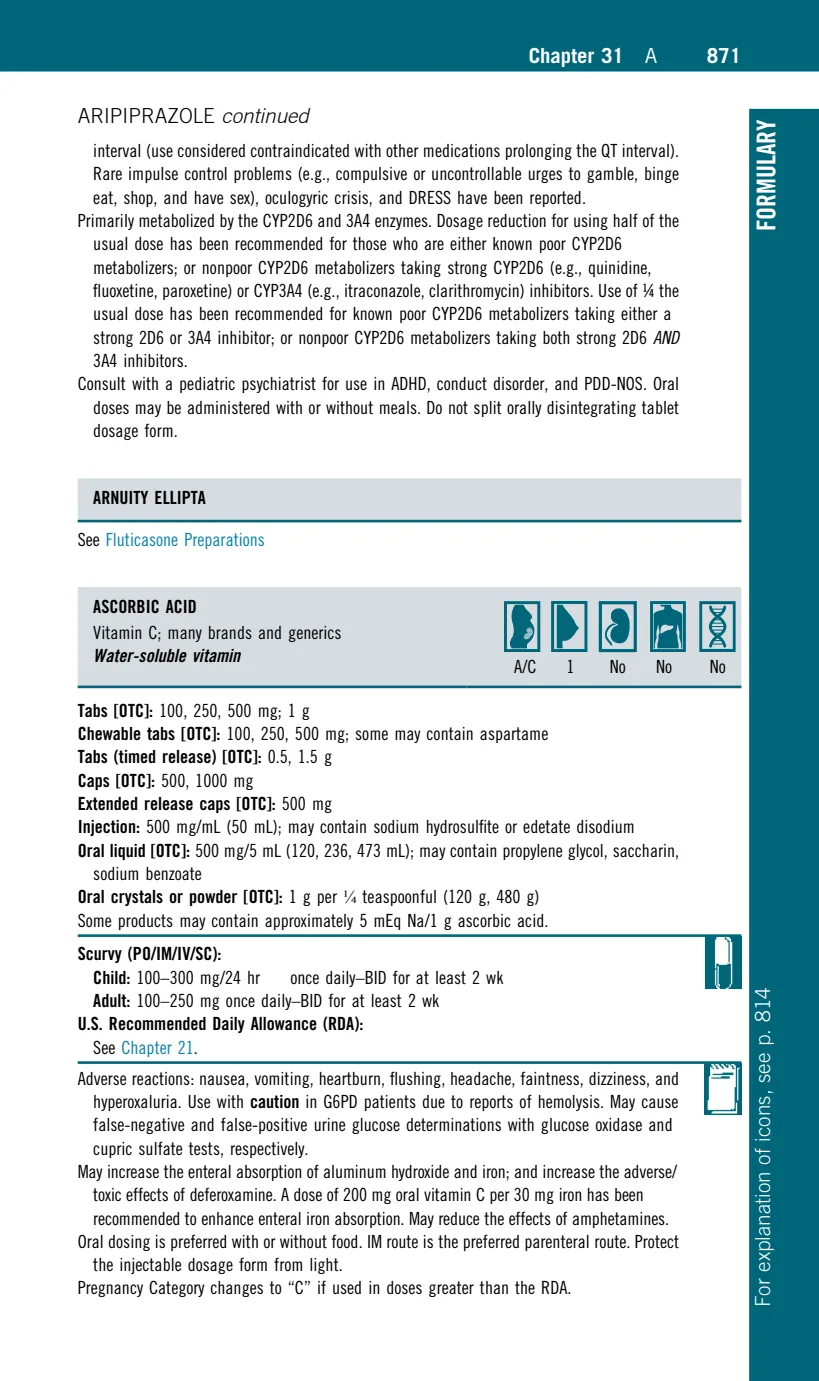 Chapter 31 A 871
ARIPIPRAZOLE continued
interval (use considered contraindicated with other medications prolonging the QT interval).
Rare impulse control problems (e.g., compulsive or uncontrollable urges to gamble, binge
eat, shop, and have sex), oculogyric crisis, and DRESS have been reported.
Primarily metabolized by the CYP2D6 and 3A4 enzymes. Dosage reduction for using half of the
usual dose has been recommended for those who are either known poor CYP2D6
metabolizers; or nonpoor CYP2D6 metabolizers taking strong CYP2D6 (e.g., quinidine,
fluoxetine, paroxetine) or CYP3A4 (e.g., itraconazole, clarithromycin) inhibitors. Use of ¼ the
usual dose has been recommended for known poor CYP2D6 metabolizers taking either a
strong 2D6 or 3A4 inhibitor; or nonpoor CYP2D6 metabolizers taking both strong 2D6 AND
3A4 inhibitors.
Consult with a pediatric psychiatrist for use in ADHD, conduct disorder, and PDD-NOS. Oral
doses may be administered with or without meals. Do not split orally disintegrating tablet
dosage form.
ARNUITY ELLIPTA
See Fluticasone Preparations
ASCORBIC ACID
Vitamin C; many brands and generics
Water-soluble vitamin
A/C 1 No No No
Tabs [OTC]: 100, 250, 500 mg; 1 g
Chewable tabs [OTC]: 100, 250, 500 mg; some may contain aspartame
Tabs (timed release) [OTC]: 0.5, 1.5 g
Caps [OTC]: 500, 1000 mg
Extended release caps [OTC]: 500 mg
Injection: 500 mg/mL (50 mL); may contain sodium hydrosulfite or edetate disodium
Oral liquid [OTC]: 500 mg/5 mL (120, 236, 473 mL); may contain propylene glycol, saccharin,
sodium benzoate
Oral crystals or powder [OTC]: 1 g per ¼ teaspoonful (120 g, 480 g)
Some products may contain approximately 5 mEq Na/1 g ascorbic acid.
Scurvy (PO/IM/IV/SC):
Child: 100–300 mg/24 hr once daily–BID for at least 2 wk
Adult: 100–250 mg once daily–BID for at least 2 wk
U.S. Recommended Daily Allowance (RDA):
See Chapter 21.
Adverse reactions: nausea, vomiting, heartburn, flushing, headache, faintness, dizziness, and
hyperoxaluria. Use with caution in G6PD patients due to reports of hemolysis. May cause
false-negative and false-positive urine glucose determinations with glucose oxidase and
cupric sulfate tests, respectively.
May increase the enteral absorption of aluminum hydroxide and iron; and increase the adverse/
toxic effects of deferoxamine. A dose of 200 mg oral vitamin C per 30 mg iron has been
recommended to enhance enteral iron absorption. May reduce the effects of amphetamines.
Oral dosing is preferred with or without food. IM route is the preferred parenteral route. Protect
the injectable dosage form from light.
Pregnancy Category changes to “C” if used in doses greater than the RDA.
FORMULARY
For explanation of icons, see p. 814